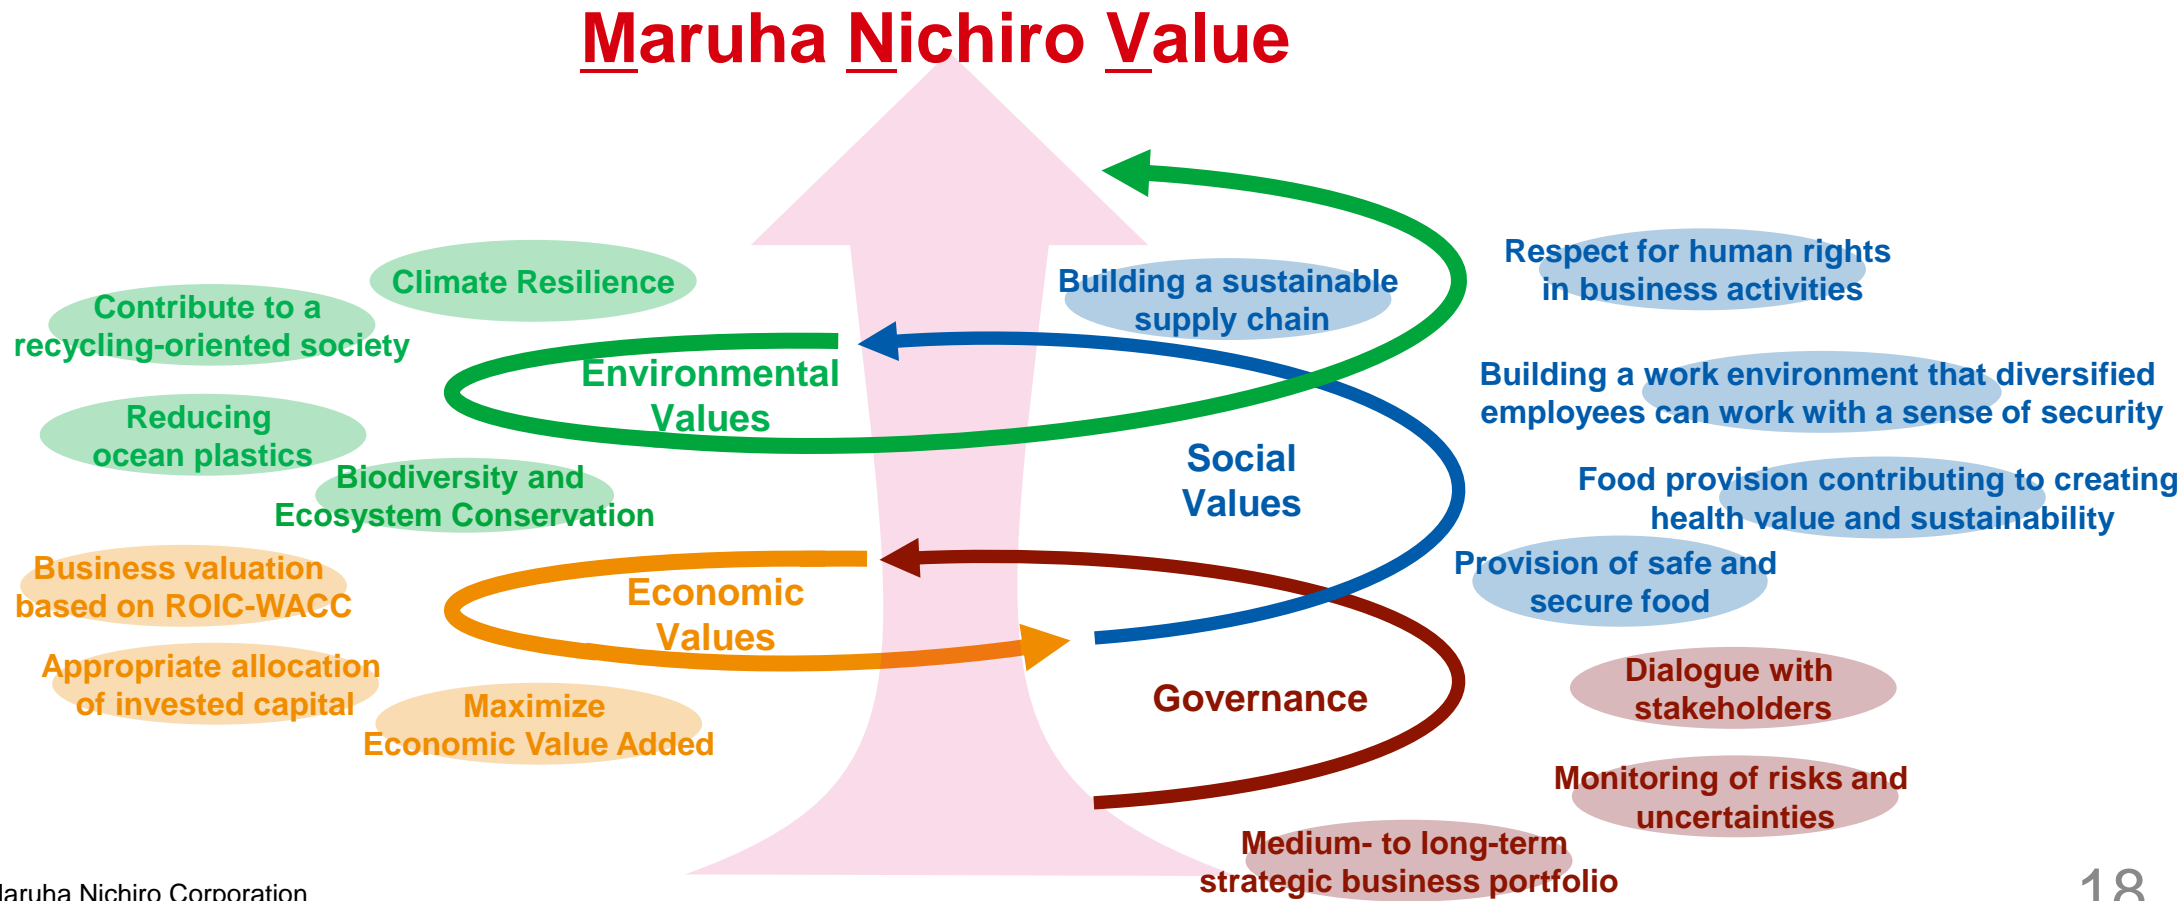 Maruha Nichiro Value
Climate Resilience
Contribute to a
recycling-oriented society
Reducing
ocean plastics
Biodiversity and
Ecosystem Conservation
Environmental
Values
Building a sustainable
supply chain
Respect for human rights
in business activities
Building a work environment that diversified
employees can work with a sense of security
Social
Values
Food provision contributing to creating
health value and sustainability
Provision of safe and
secure food
Business valuation
based on ROIC-WACC
Appropriate allocation
of invested capital
Maximize
Economic Value Added
Economic
Values
Governance
Dialogue with
stakeholders
Monitoring of risks and
uncertainties
Medium- to long-term
strategic business portfolio
Maruha Nichiro Corporation
18